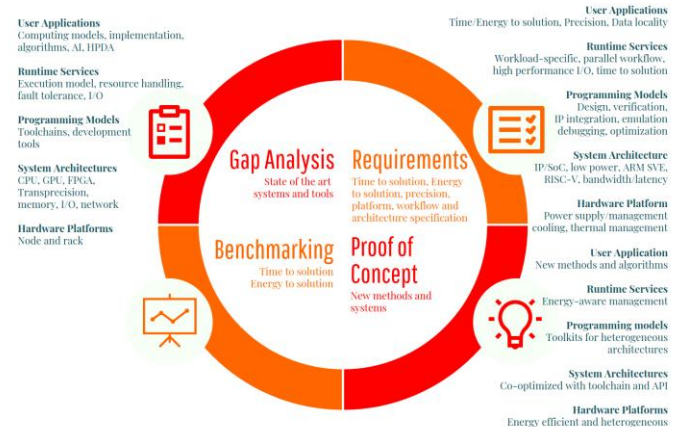 User Applications
Computing models, implementation,
algorithms, AI, HPDA
Runtime Services
Execution model, resource handling,
fault tolerance, I/O
Programming Models
Toolchains, development
tools
System Architectures
CPU, GPU, FPGA,
Transprecision,
memory, I/O, network
Hardware Platforms
Node and rack
Gap Analysis
State of the art
systems and tools
Requirements
Time to solution, Energy
to solution, precision,
platform, workflow and
architecture specification
Benchmarking
Time to solution
Energy to solution
Proof of
Concept
New methods and
systems
User Applications
Time/Energy to solution, Precision, Data locality
Runtime Services
Workload-specific, parallel workflow,
high performance I/O, time to solution
Programming Models
Design, verification,
IP integration, emulation
debugging, optimization
System Architecture
IP/SoC, low power, ARM SVE,
RISC-V, bandwidth/latency
Hardware Platform
Power supply/management
cooling, thermal management
User Application
New methods and algorithms
Runtime Services
Energy-aware management
Programming models
Toolkits for heterogeneous
architectures
System Architectures
Co-optimized with toolchain and API
Hardware Platforms
Energy efficient and heterogeneous